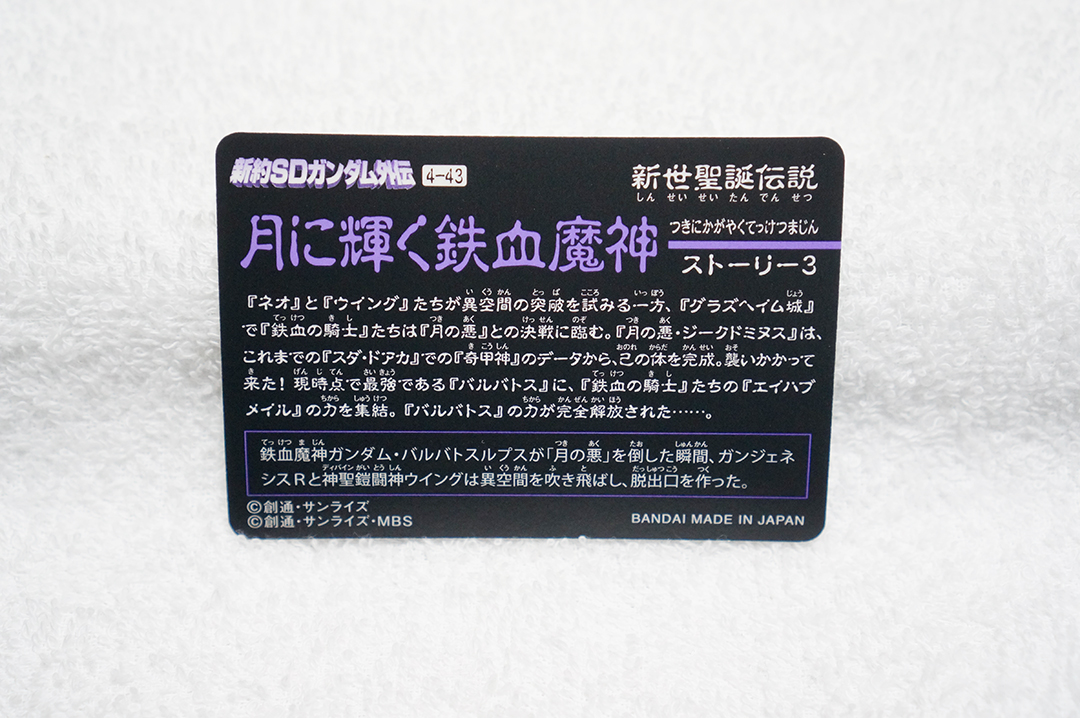 新約SDガンダム外伝 4-43
新世聖誕伝説
しんせいせいたんでんせつ
月に輝く鉄血魔神
つきにかがやくてっけつまじん
ストーリー3
『ネオ』と『ウイング』たちが異空間の突破を試みる一方、『グラズヘイム城』
で『鉄血の騎士』たちは『月の悪』との決戦に臨む。『月の悪・ジークドミヌス』は、
これまでの『スダ・ドアカ』での『奇甲神』のデータから、己の体を完成。襲いかかって
来た！現時点で最強である『バルバトス』に、『鉄血の騎士』たちの『エイハブ
メイル』の力を集結。『バルバトス』の力が完全解放された……。
鉄血魔神ガンダム・バルバトスルプスが「月の悪」を倒した瞬間、ガンジェネ
シスRと神聖鎧闘神ウイングは異空間を吹き飛ばし、脱出口を作った。
©創通・サンライズ
©創通・サンライズ・MBS
BANDAI MADE IN JAPAN